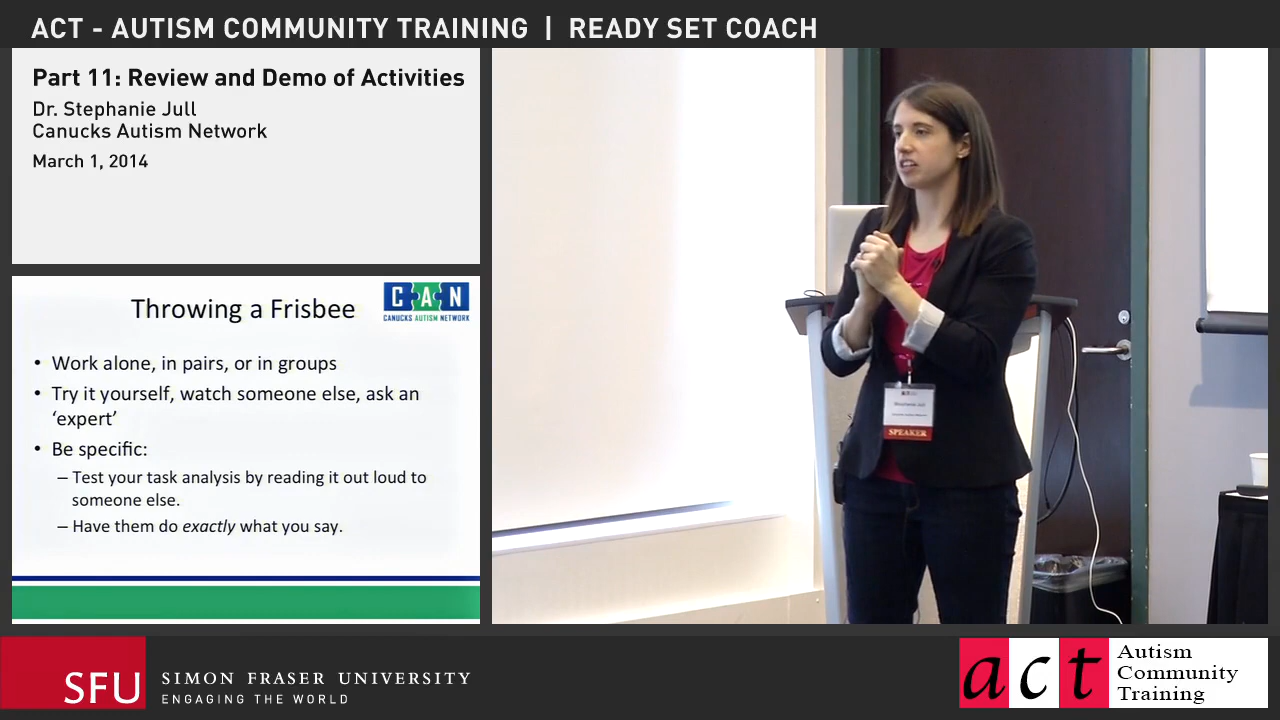 ACT - AUTISM COMMUNITY TRAINING | READY SET COACH
Part 11: Review and Demo of Activities
Dr. Stephanie Jull
Canucks Autism Network
March 1, 2014
Throwing a Frisbee
CAN
CANUCKS AUTISM NETWORK
• Work alone, in pairs, or in groups
• Try it yourself, watch someone else, ask an
‘expert’
• Be specific:
– Test your task analysis by reading it out loud to
someone else.
– Have them do exactly what you say.
Stephanie Jull
SPEAKER
SFU
SIMON FRASER UNIVERSITY
ENGAGING THE WORLD
act
Autism
Community
Training